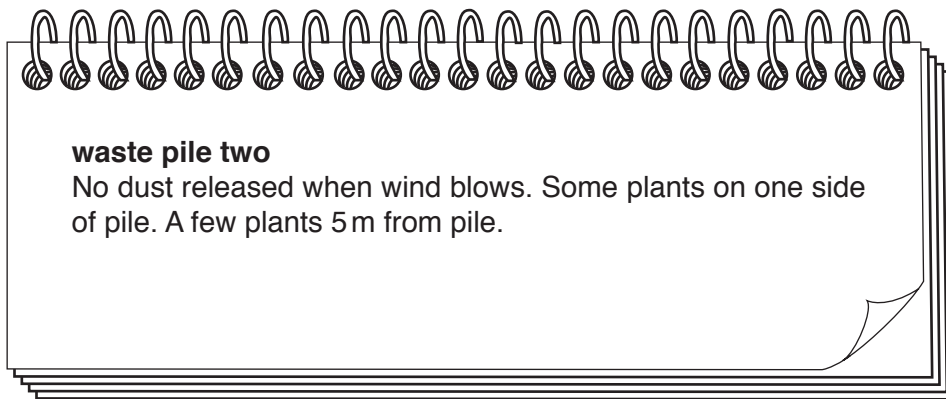 waste pile two
No dust released when wind blows. Some plants on one side
of pile. A few plants 5 m from pile.